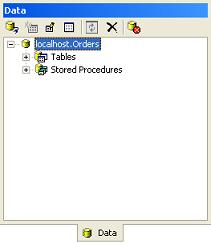 Data
localhost.Orders
Tables
Stored Procedures
Data